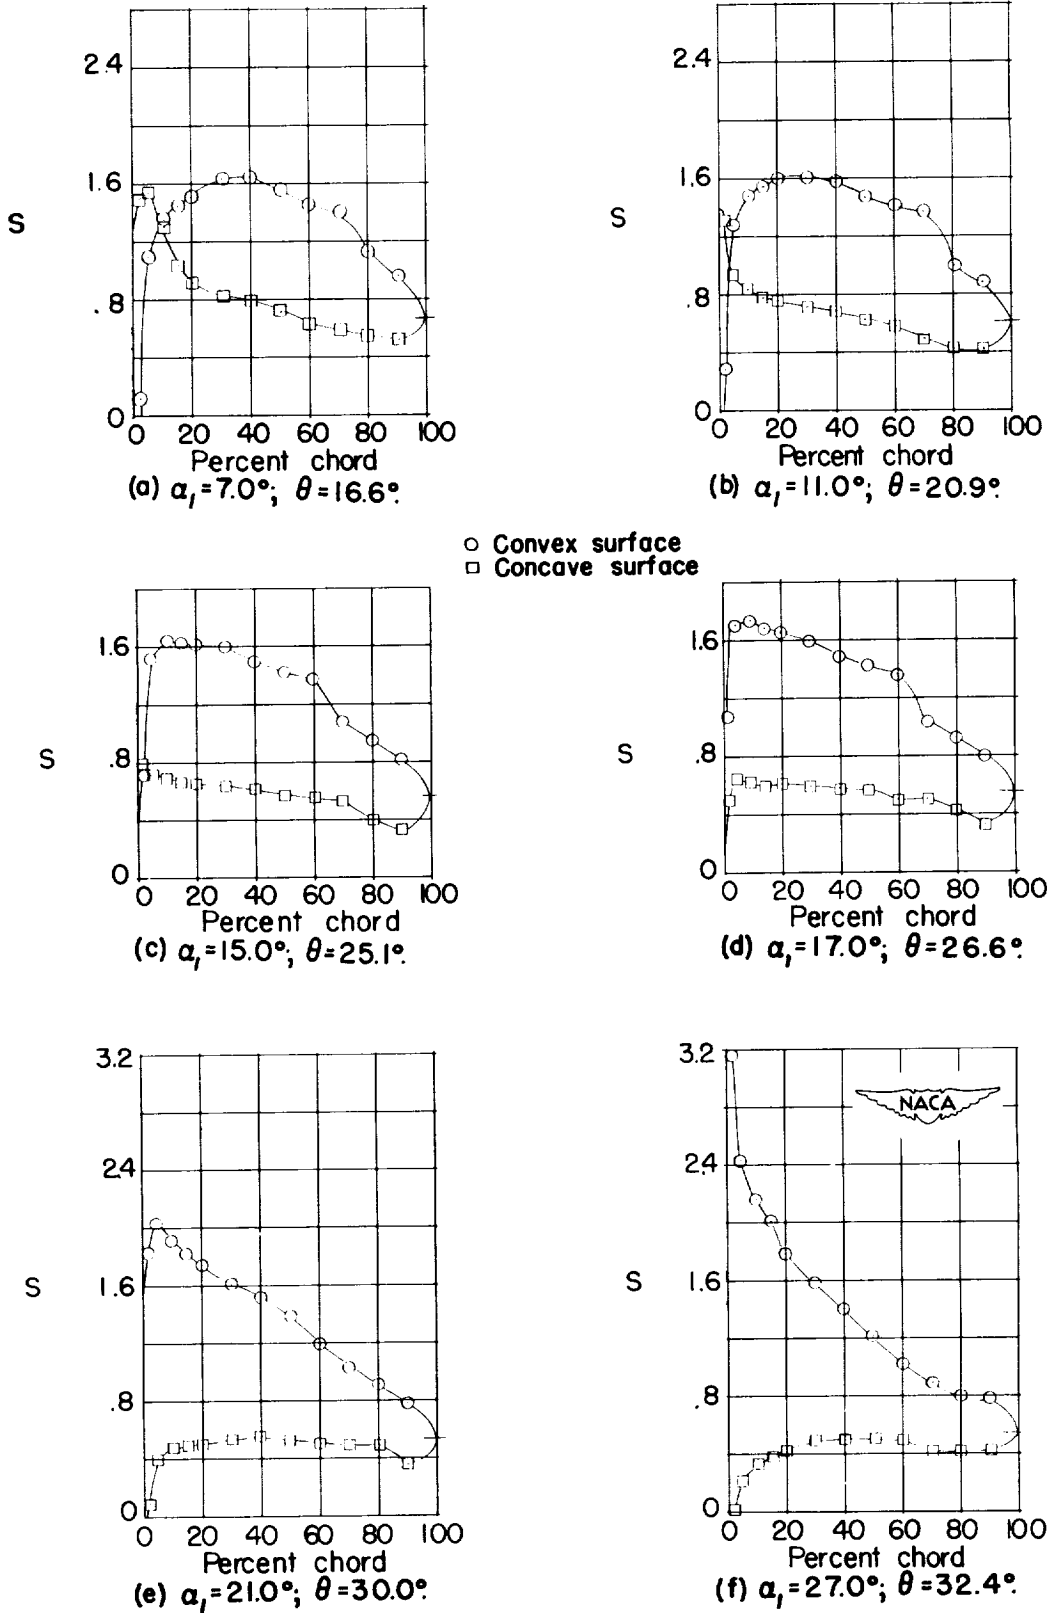 2.4
1.6
S
.8
0
0 20 40 60 80 100
Percent chord
(a) α₁=7.0°; θ=16.6°.
2.4
1.6
S
.8
0
0 20 40 60 80 100
Percent chord
(b) α₁=11.0°; θ=20.9°.
○ Convex surface
□ Concave surface
1.6
S
.8
0
0 20 40 60 80 100
Percent chord
(c) α₁=15.0°; θ=25.1°.
1.6
S
.8
0
0 20 40 60 80 100
Percent chord
(d) α₁=17.0°; θ=26.6°.
3.2
2.4
1.6
S
.8
0
0 20 40 60 80 100
Percent chord
(e) α₁=21.0°; θ=30.0°.
3.2
NACA
2.4
1.6
S
.8
0
0 20 40 60 80 100
Percent chord
(f) α₁=27.0°; θ=32.4°.